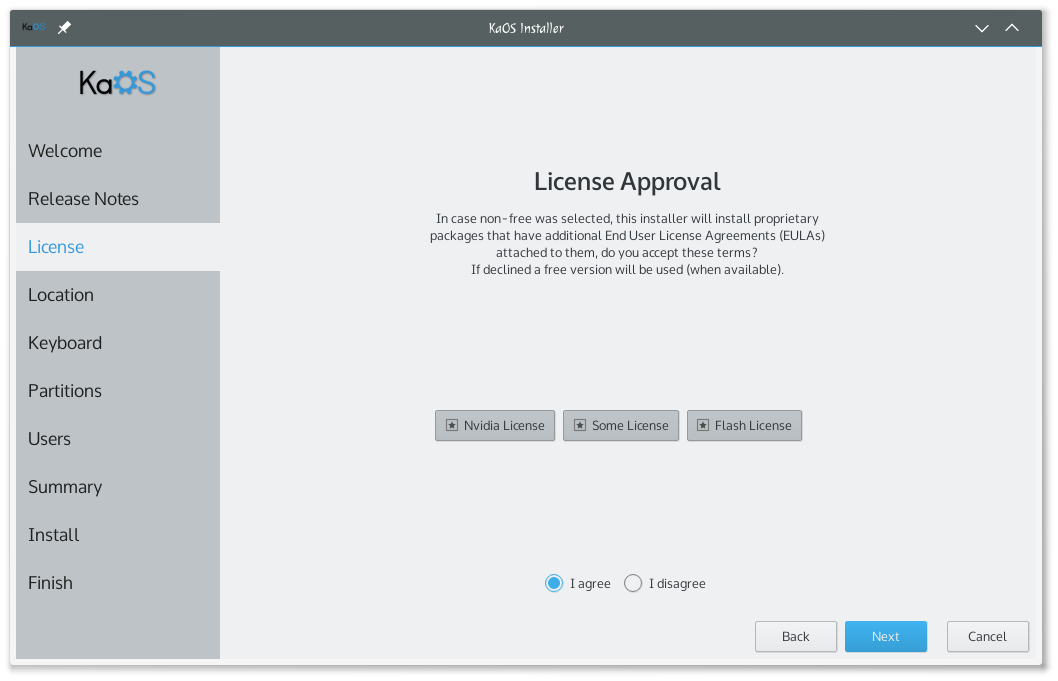 KaOS
KaOS Installer
KaOS
Welcome
Release Notes
License
Location
Keyboard
Partitions
Users
Summary
Install
Finish
License Approval
In case non-free was selected, this installer will install proprietary
packages that have additional End User License Agreements (EULAs)
attached to them, do you accept these terms?
If declined a free version will be used (when available).
Nvidia License
Some License
Flash License
I agree
I disagree
Back
Next
Cancel